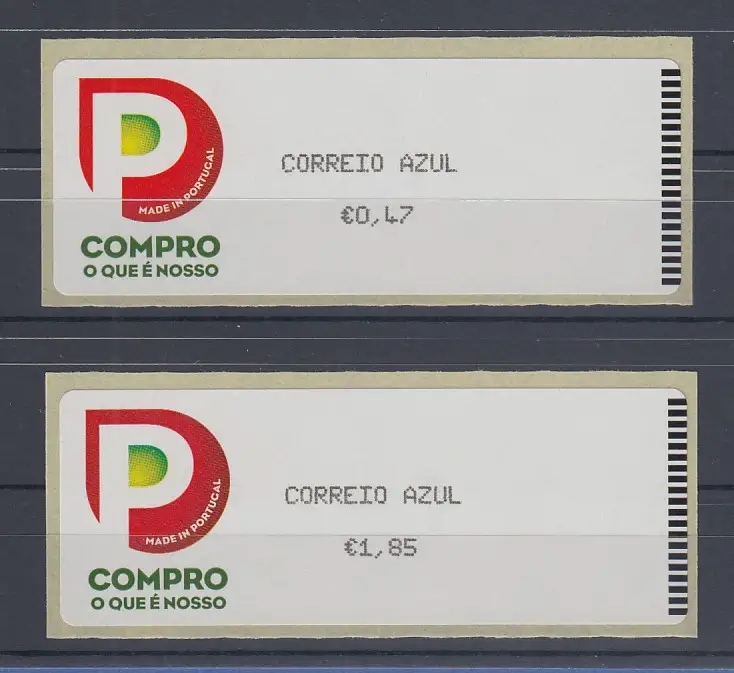 P
MADE IN PORTUGAL
COMPRO
O QUE É NOSSO
CORREIO AZUL
€0,47
P
MADE IN PORTUGAL
COMPRO
O QUE É NOSSO
CORREIO AZUL
€1,85